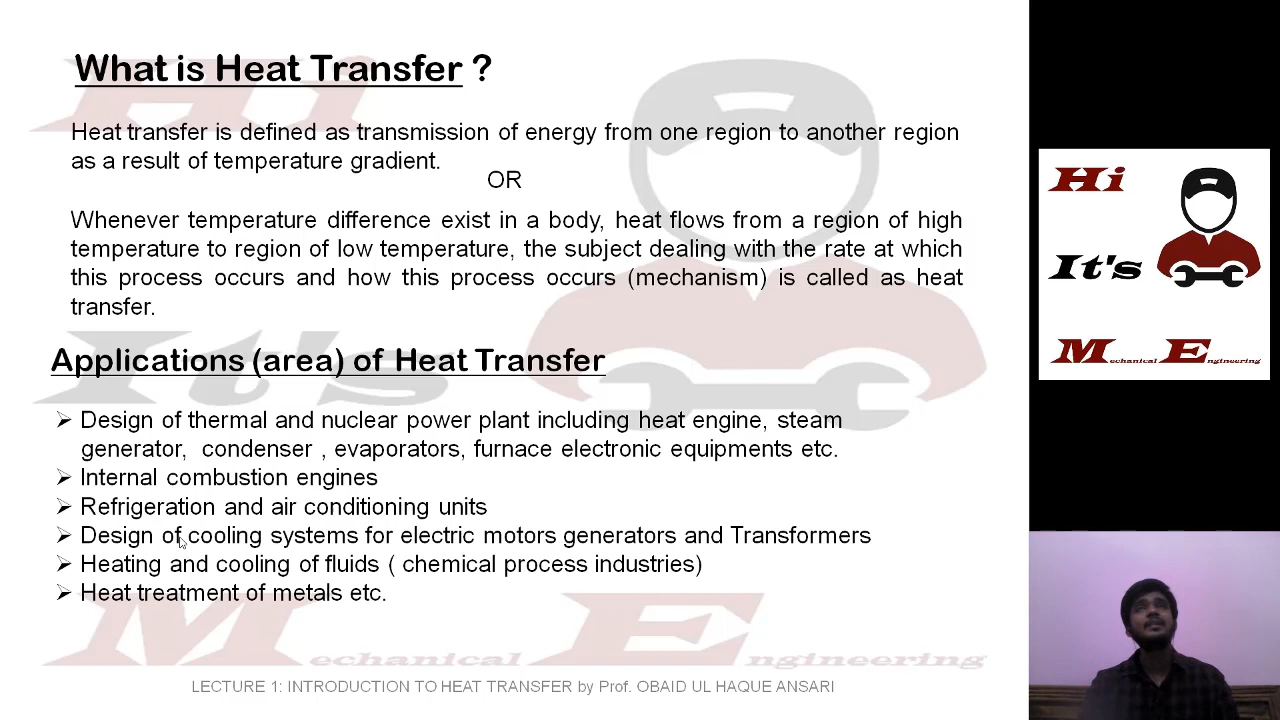 What is Heat Transfer ?
Heat transfer is defined as transmission of energy from one region to another region
as a result of temperature gradient.
OR
Whenever temperature difference exist in a body, heat flows from a region of high
temperature to region of low temperature, the subject dealing with the rate at which
this process occurs and how this process occurs (mechanism) is called as heat
transfer.
Applications (area) of Heat Transfer
➢ Design of thermal and nuclear power plant including heat engine, steam
generator, condenser , evaporators, furnace electronic equipments etc.
➢ Internal combustion engines
➢ Refrigeration and air conditioning units
➢ Design of cooling systems for electric motors generators and Transformers
➢ Heating and cooling of fluids ( chemical process industries)
➢ Heat treatment of metals etc.
LECTURE 1: INTRODUCTION TO HEAT TRANSFER by Prof. OBAID UL HAQUE ANSARI
Hi
It's
Mechanical Engineering
Hi
It's
Mechanical Engineering